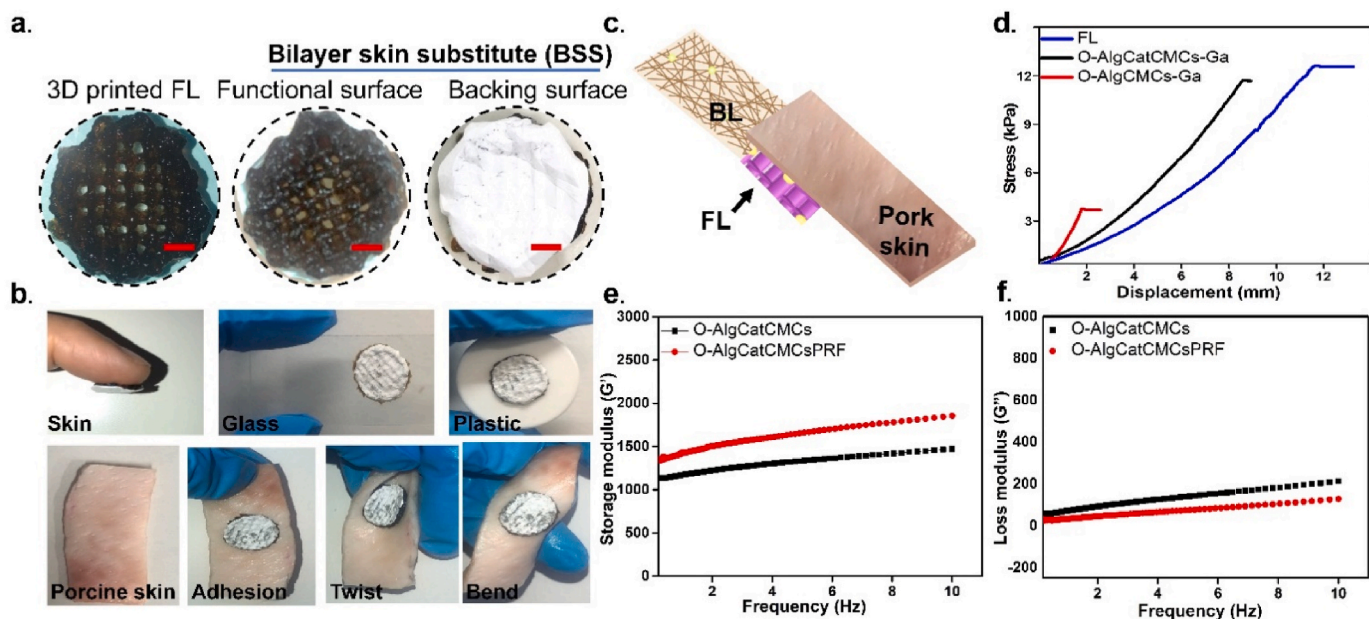 a.
Bilayer skin substitute (BSS)
3D printed FL
Functional surface
Backing surface
b.
Skin
Glass
Plastic
Porcine skin
Adhesion
Twist
Bend
c.
BL
FL
Pork
skin
d.
FL
O-AlgCatCMCs-Ga
O-AlgCMCs-Ga
Stress (kPa)
12
9
6
3
2
4
6
8
10
12
Displacement (mm)
e.
O-AlgCatCMCs
O-AlgCatCMCsPRF
Storage modulus (G')
3000
2500
2000
1500
1000
500
0
2
4
6
8
10
Frequency (Hz)
f.
O-AlgCatCMCs
O-AlgCatCMCsPRF
Loss modulus (G'')
1000
800
600
400
200
0
-200
2
4
6
8
10
Frequency (Hz)